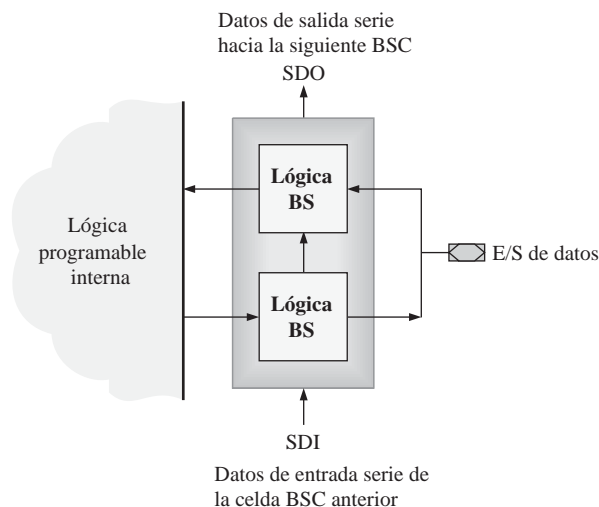 Datos de salida serie
hacia la siguiente BSC
SDO
Lógica
BS
Lógica
programable
interna
E/S de datos
Lógica
BS
SDI
Datos de entrada serie de
la celda BSC anterior